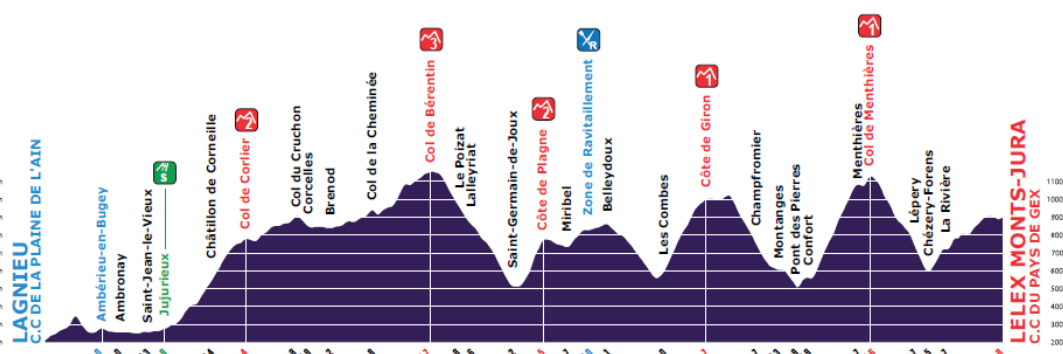 LAGNIEU
C.C DE LA PLAINE DE L'AIN
Ambérieu-en-Bugey
Ambronay
Saint-Jean-le-Vieux
Jujurieux
S
Châtillon de Corneille
Col de Corlier
2
Col du Cruchon
Corcelles
Brenod
Col de la Cheminée
Col de Bérentin
3
Le Poizat
Lalleyriat
Saint-Germain-de-Joux
Côte de Plagne
2
Miribel
Zone de Ravitaillement
R
Belleydoux
Les Combes
Côte de Giron
1
Champfromier
Montanges
Pont des Pierres
Confort
Menthières
Col de Menthières
1
Lépery
Chézery-Forens
La Rivière
1100
1000
900
800
700
600
500
400
300
200
LELEX MONTS-JURA
C.C DU PAYS DE GEX